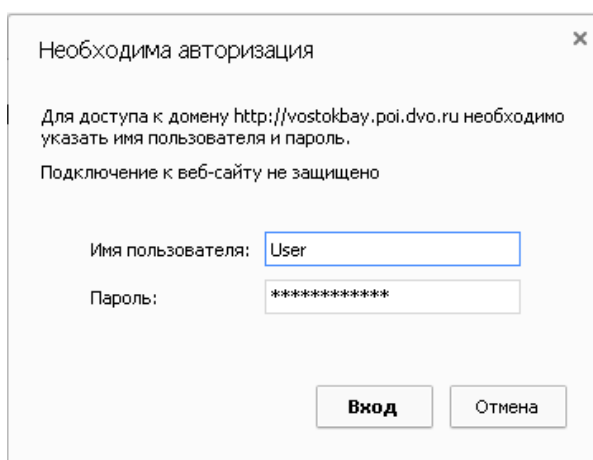 Необходима авторизация
Для доступа к домену http://vostokbay.poi.dvo.ru необходимо
указать имя пользователя и пароль.
Подключение к веб-сайту не защищено
Имя пользователя: User
Пароль: ************
Вход Отмена